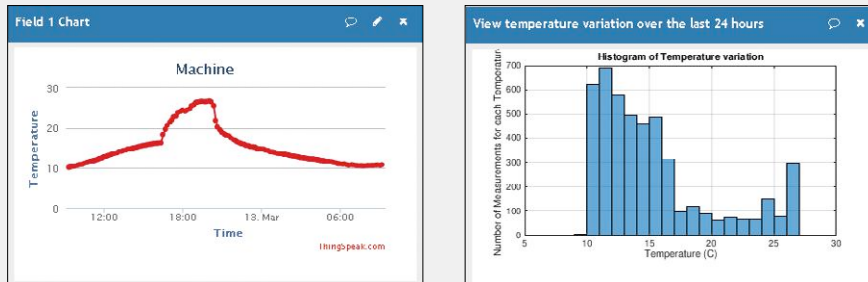 Field 1 Chart
Machine
Temperature
30
20
10
0
12:00
18:00
13. Mar
06:00
Time
ThingSpeak.com
View temperature variation over the last 24 hours
Histogram of Temperature variation
Number of Measurements for each Temperatur
700
600
500
400
300
200
100
0
5
10
15
20
25
30
Temperature (C)